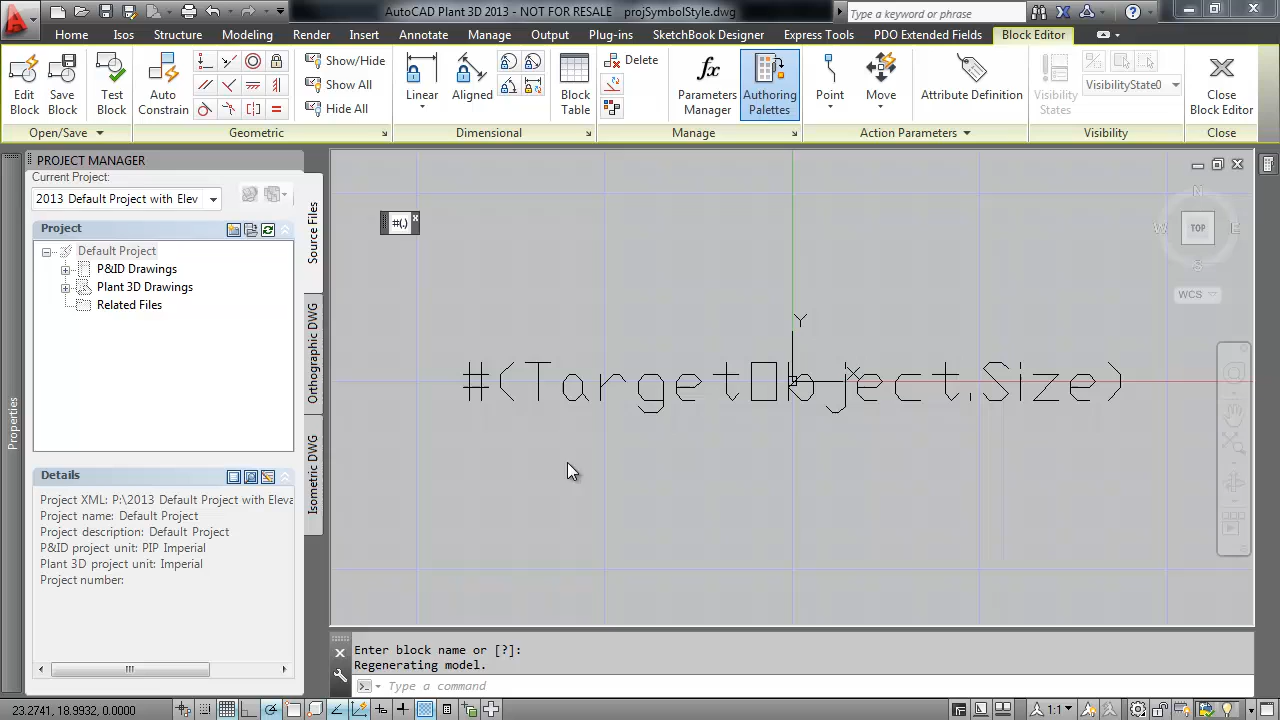 AutoCAD Plant 3D 2013 - NOT FOR RESALE projSymbolStyle.dwg
Type a keyword or phrase
Home Isos Structure Modeling Render Insert Annotate Manage Output Plug-ins SketchBook Designer Express Tools PDO Extended Fields Block Editor
Edit Block
Save Block
Test Block
Auto Constrain
Show/Hide
Show All
Hide All
Linear
Aligned
Block Table
Delete
Parameters Manager
Authoring Palettes
Point
Move
Attribute Definition
Visibility States
VisibilityState0
Close Block Editor
Open/Save
Geometric
Dimensional
Manage
Action Parameters
Visibility
Close
PROJECT MANAGER
Current Project:
2013 Default Project with Elev
Project
Default Project
P&ID Drawings
Plant 3D Drawings
Related Files
Source Files
Orthographic DWG
Isometric DWG
Properties
Details
Project XML: P:\2013 Default Project with Eleva
Project name: Default Project
Project description: Default Project
P&ID project unit: PIP Imperial
Plant 3D project unit: Imperial
Project number:
#(.)
Y
X
#(TargetObject.Size)
N
W
TOP
E
S
WCS
Enter block name or [?]:
Regenerating model.
Type a command
23.2741, 18.9932, 0.0000
1:1